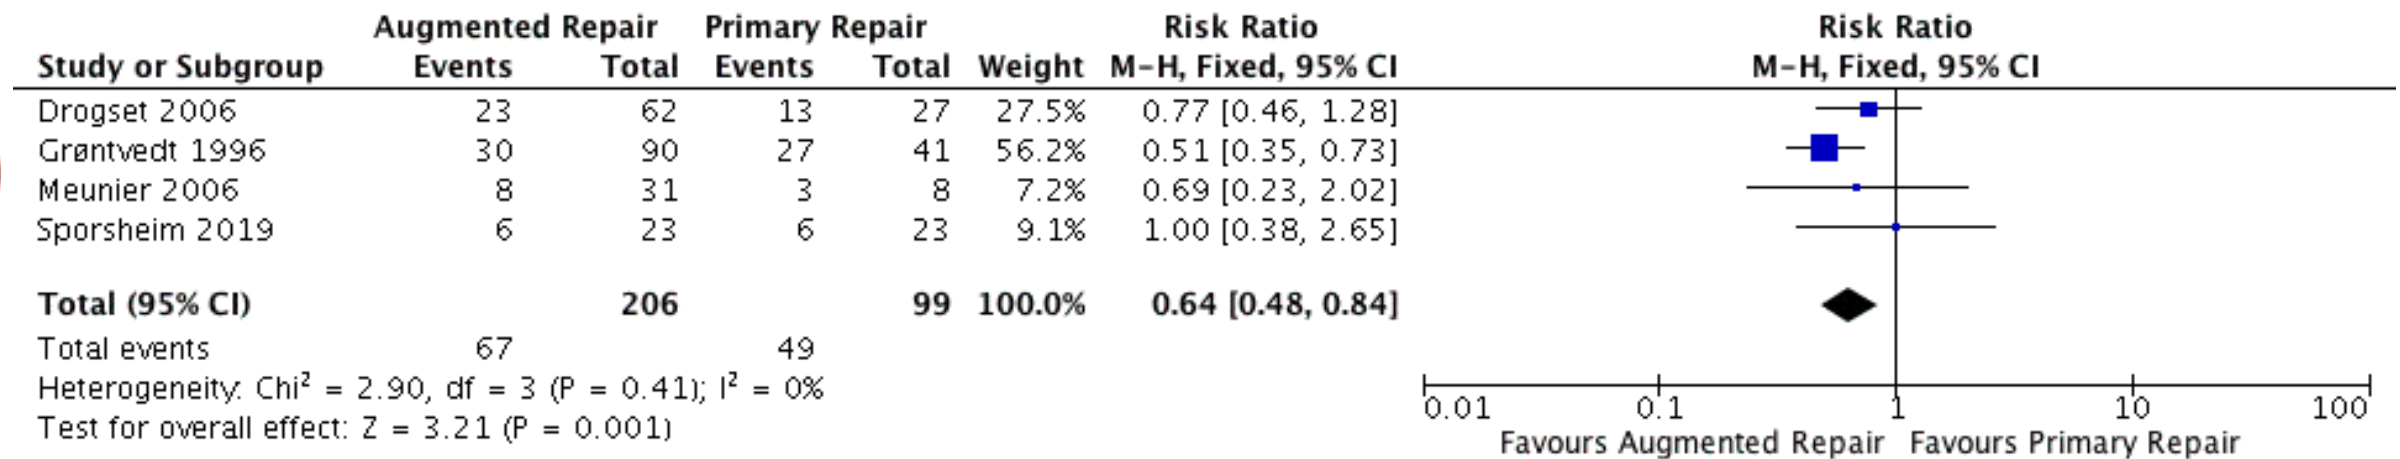 Augmented Repair Primary Repair Risk Ratio Risk Ratio
Study or Subgroup Events Total Events Total Weight M-H, Fixed, 95% CI M-H, Fixed, 95% CI
Drogset 2006 23 62 13 27 27.5% 0.77 [0.46, 1.28]
Grøntvedt 1996 30 90 27 41 56.2% 0.51 [0.35, 0.73]
Meunier 2006 8 31 3 8 7.2% 0.69 [0.23, 2.02]
Sporsheim 2019 6 23 6 23 9.1% 1.00 [0.38, 2.65]
Total (95% CI) 206 99 100.0% 0.64 [0.48, 0.84]
Total events 67 49
Heterogeneity: Chi² = 2.90, df = 3 (P = 0.41); I² = 0%
Test for overall effect: Z = 3.21 (P = 0.001)
0.01 0.1 1 10 100
Favours Augmented Repair Favours Primary Repair